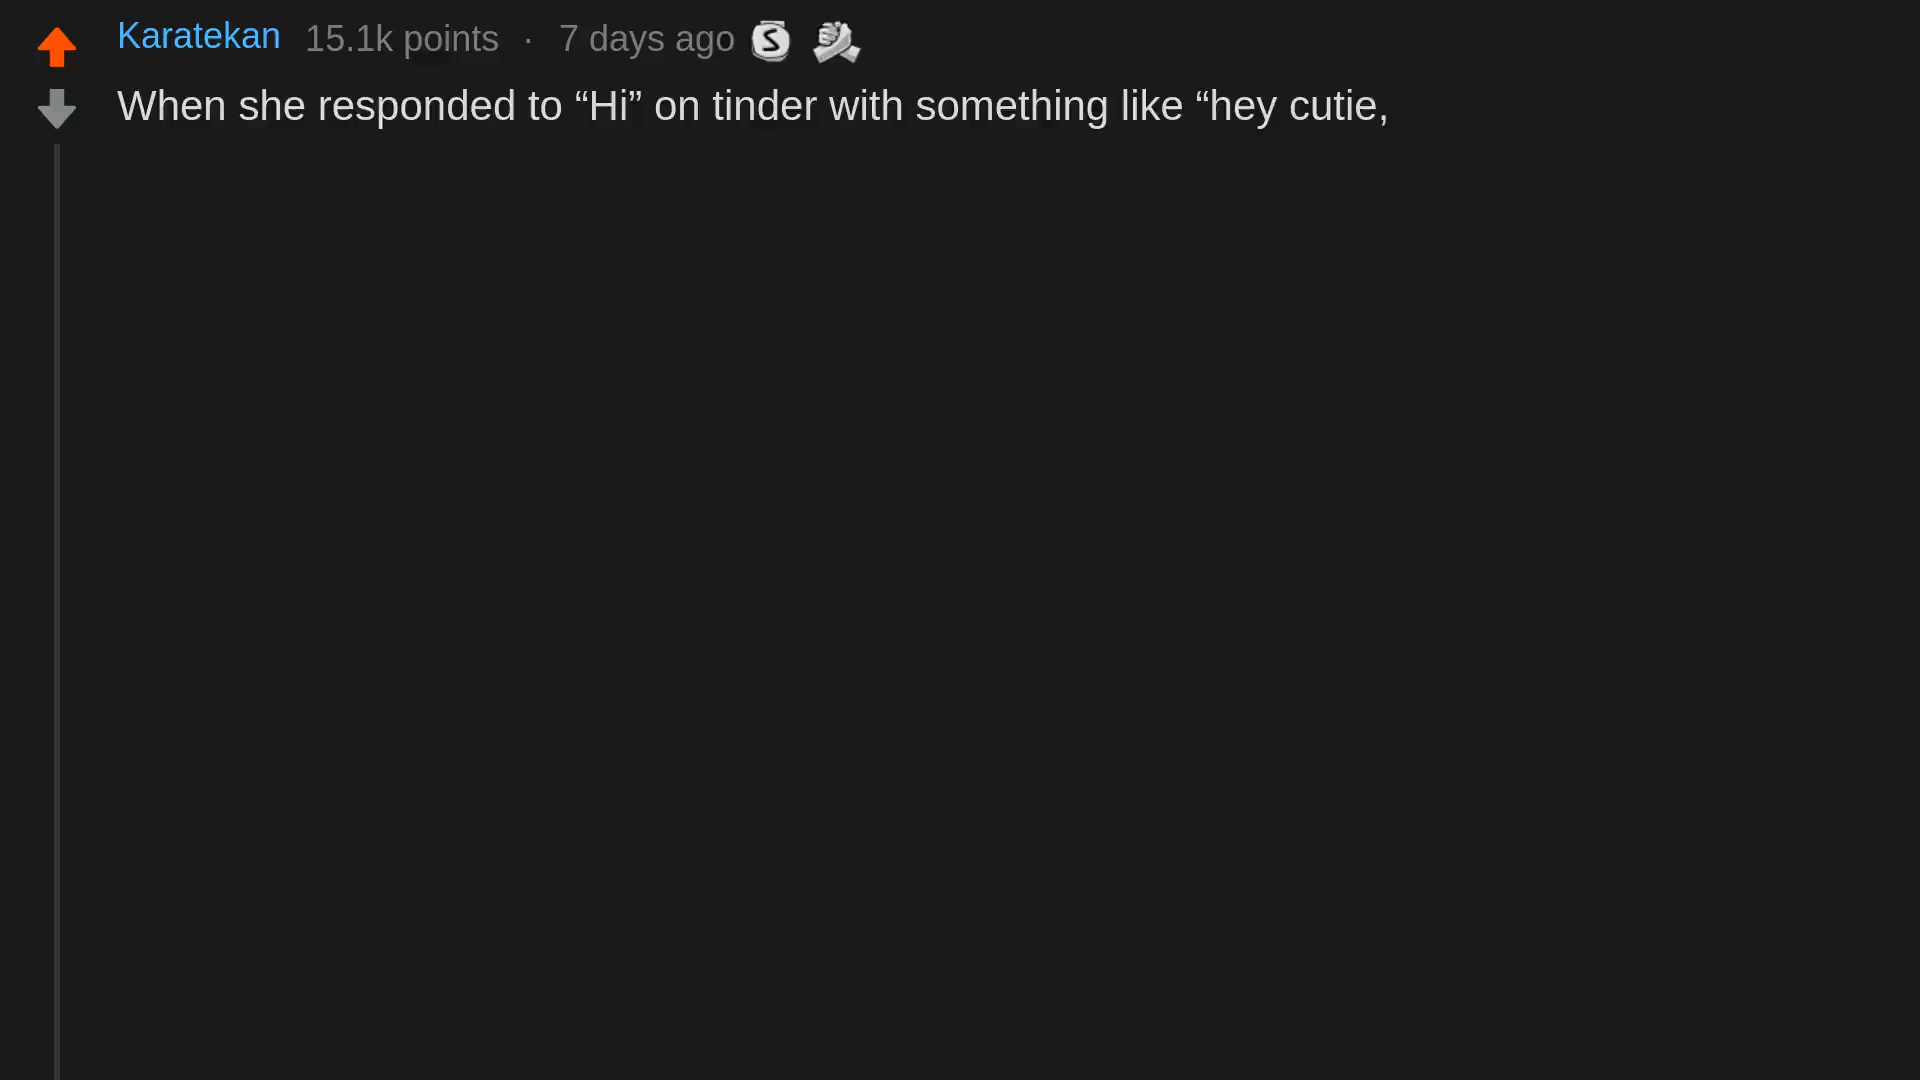 Karatekan 15.1k points · 7 days ago
When she responded to “Hi” on tinder with something like “hey cutie,